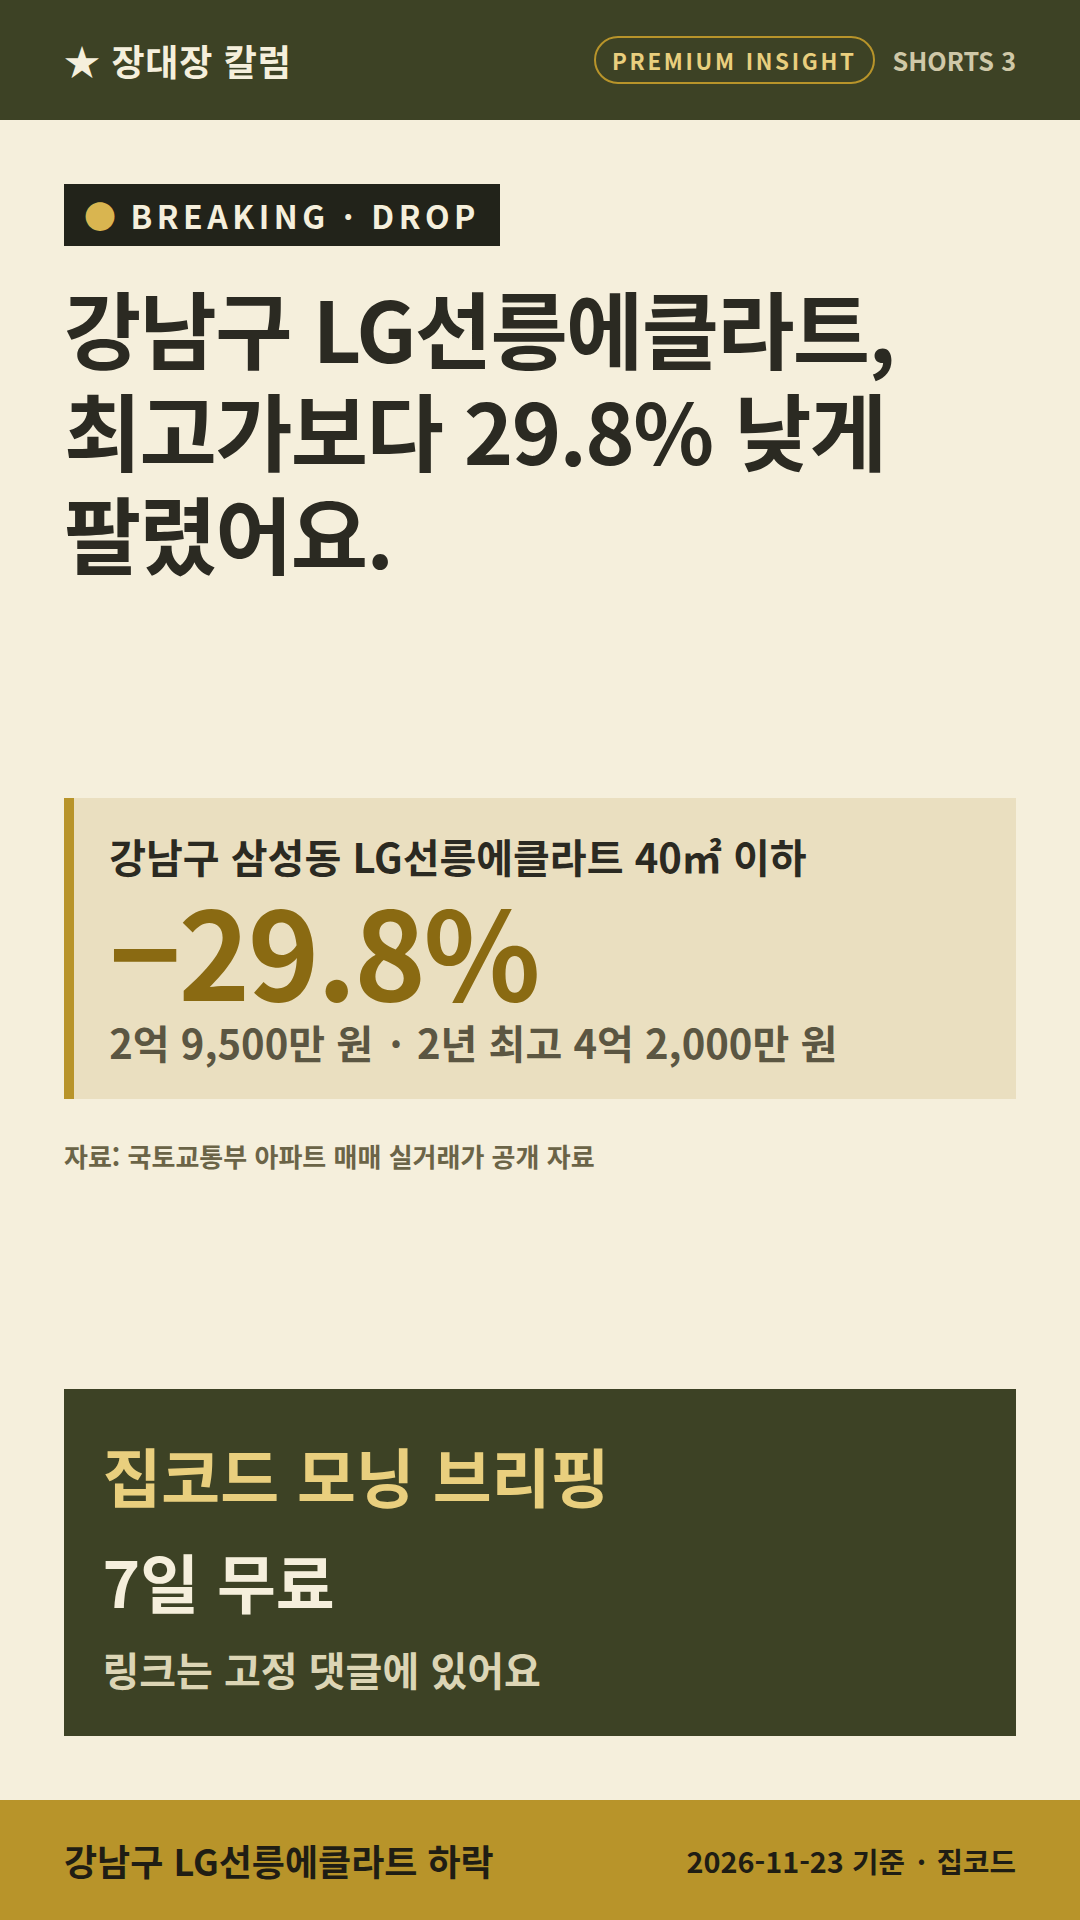 ★ 장대장 칼럼
PREMIUM INSIGHT
SHORTS 3
BREAKING · DROP
강남구 LG선릉에클라트,
최고가보다 29.8% 낮게
팔렸어요.
강남구 삼성동 LG선릉에클라트 40㎡ 이하
−29.8%
2억 9,500만 원 · 2년 최고 4억 2,000만 원
자료: 국토교통부 아파트 매매 실거래가 공개 자료
집코드 모닝 브리핑
7일 무료
링크는 고정 댓글에 있어요
강남구 LG선릉에클라트 하락
2026-11-23 기준 · 집코드